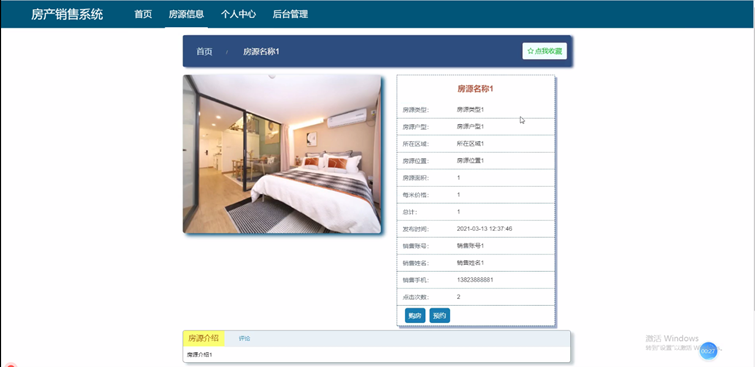 房产销售系统 首页 房源信息 个人中心 后台管理
首页 / 房源名称1 ☆点我收藏
房源名称1
房源类型: 房源类型1
房源户型: 房源户型1
所在区域: 所在区域1
房源位置: 房源位置1
房源面积: 1
每米价格: 1
总计: 1
发布时间: 2021-03-13 12:37:46
销售账号: 销售账号1
销售姓名: 销售姓名1
销售手机: 13823888881
点击次数: 2
购房 预约
房源介绍 评论
房源介绍1
激活 Windows
转到"设置"以激活 Windows。
00:27